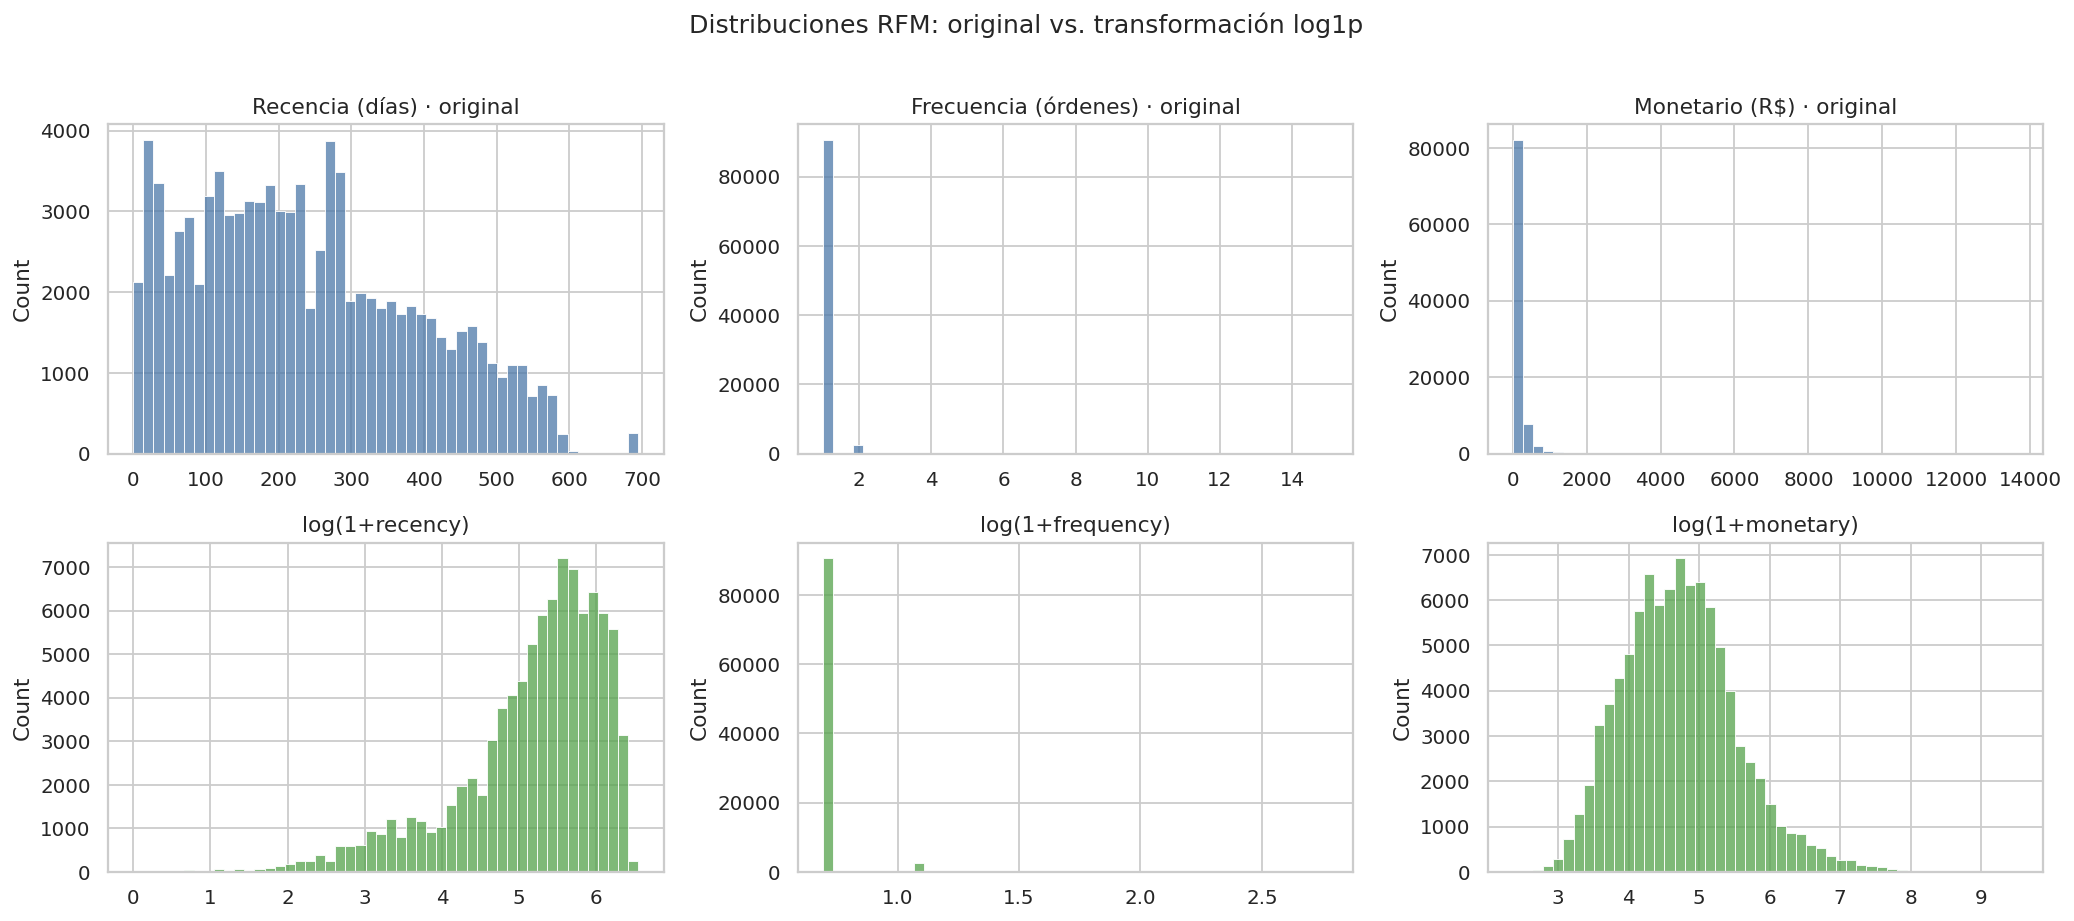 Distribuciones RFM: original vs. transformación log1p
Recencia (días) · original
Count
4000
3000
2000
1000
0
0 100 200 300 400 500 600 700
Frecuencia (órdenes) · original
Count
80000
60000
40000
20000
0
2 4 6 8 10 12 14
Monetario (R$) · original
Count
80000
60000
40000
20000
0
0 2000 4000 6000 8000 10000 12000 14000
log(1+recency)
Count
7000
6000
5000
4000
3000
2000
1000
0
0 1 2 3 4 5 6
log(1+frequency)
Count
80000
60000
40000
20000
0
1.0 1.5 2.0 2.5
log(1+monetary)
Count
7000
6000
5000
4000
3000
2000
1000
0
3 4 5 6 7 8 9